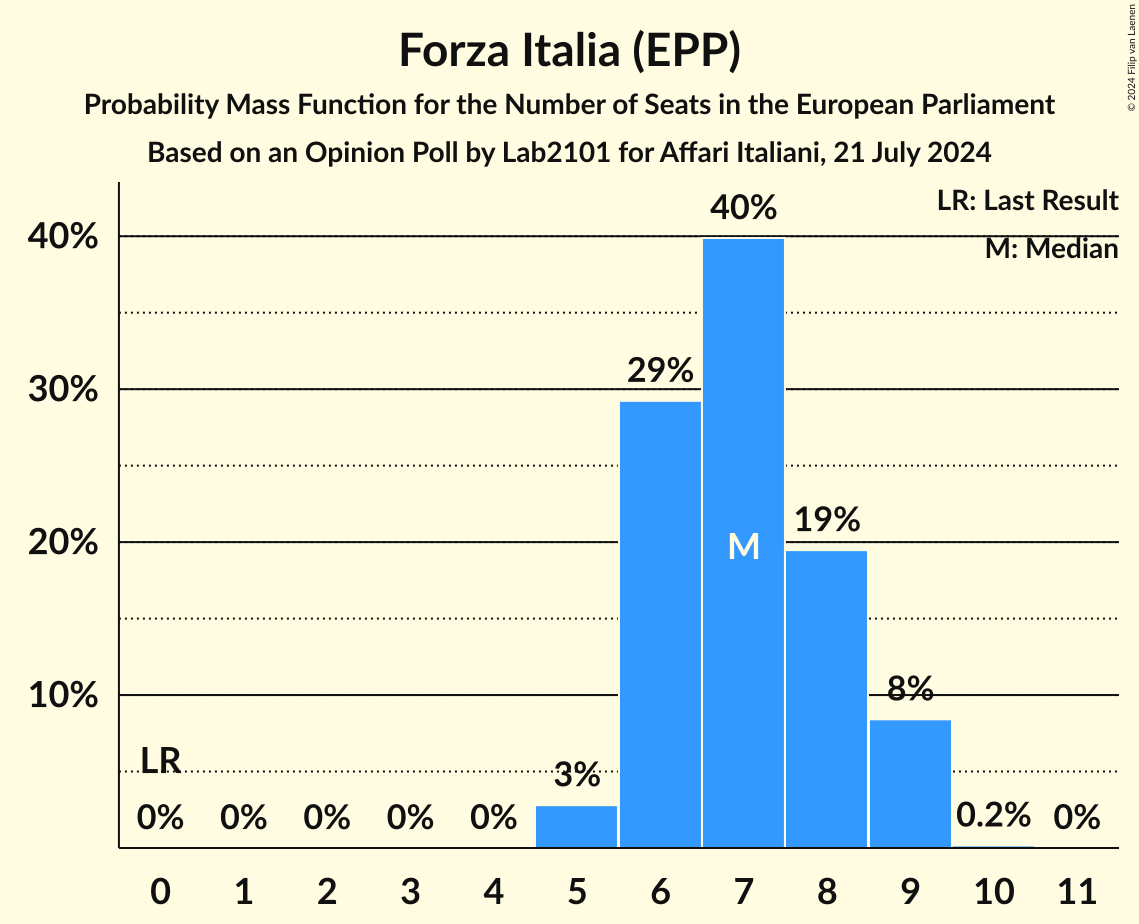 Forza Italia (EPP)
Probability Mass Function for the Number of Seats in the European Parliament
Based on an Opinion Poll by Lab2101 for Affari Italiani, 21 July 2024
© 2024 Filip van Laenen
LR: Last Result
M: Median
40%
30%
20%
10%
LR
0%
0%
0%
0%
0%
3%
29%
40%
M
19%
8%
0.2%
0%
0 1 2 3 4 5 6 7 8 9 10 11